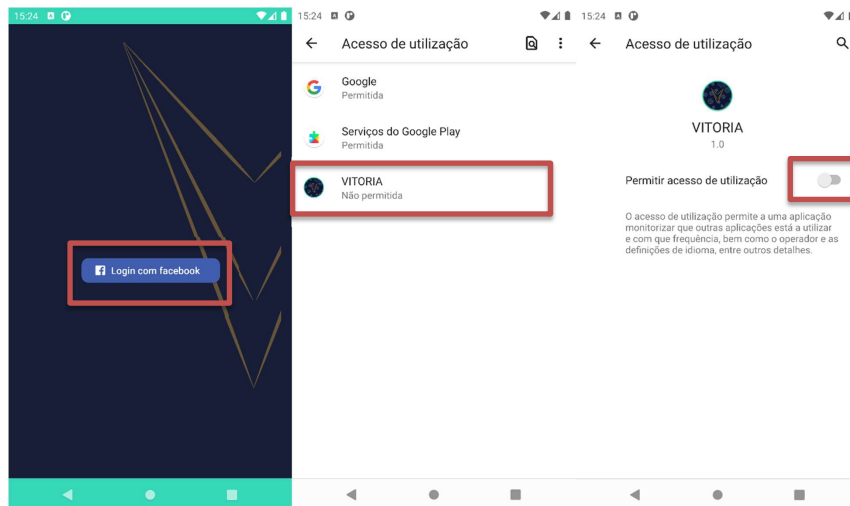 15:24
Login com facebook
15:24
Acesso de utilização
Google
Permitida
Serviços do Google Play
Permitida
VITORIA
Não permitida
15:24
Acesso de utilização
VITORIA
1.0
Permitir acesso de utilização
O acesso de utilização permite a uma aplicação
monitorizar que outras aplicações está a utilizar
e com que frequência, bem como o operador e as
definições de idioma, entre outros detalhes.